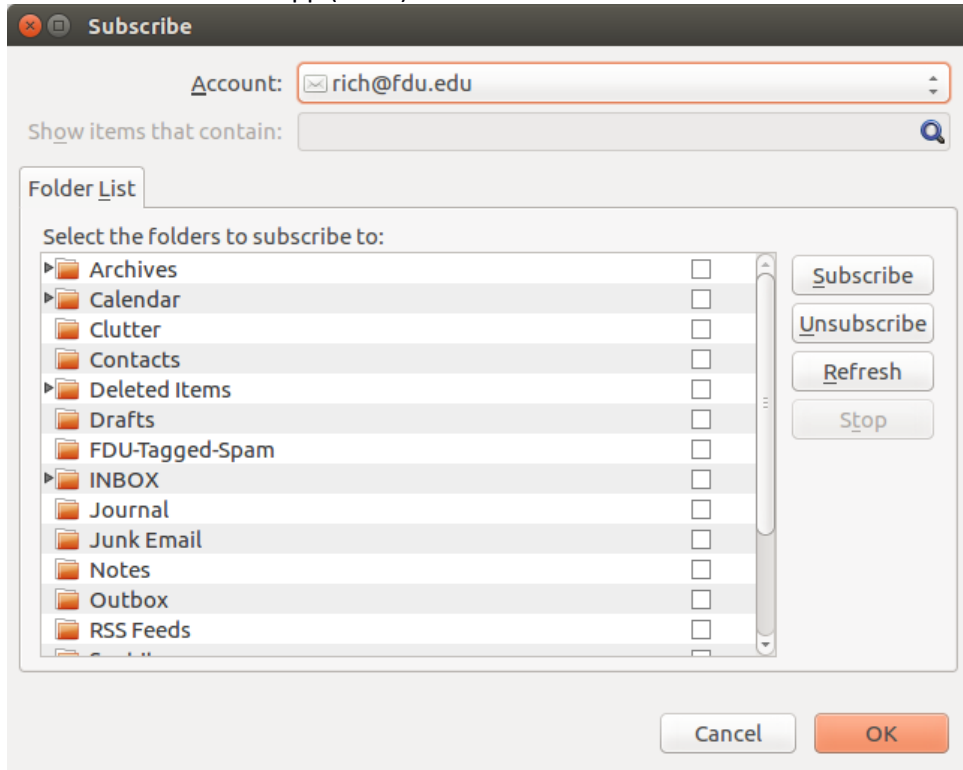 Subscribe
Account: rich@fdu.edu
Show items that contain:
Folder List
Select the folders to subscribe to:
Archives
Calendar
Clutter
Contacts
Deleted Items
Drafts
FDU-Tagged-Spam
INBOX
Journal
Junk Email
Notes
Outbox
RSS Feeds
Subscribe
Unsubscribe
Refresh
Stop
Cancel
OK